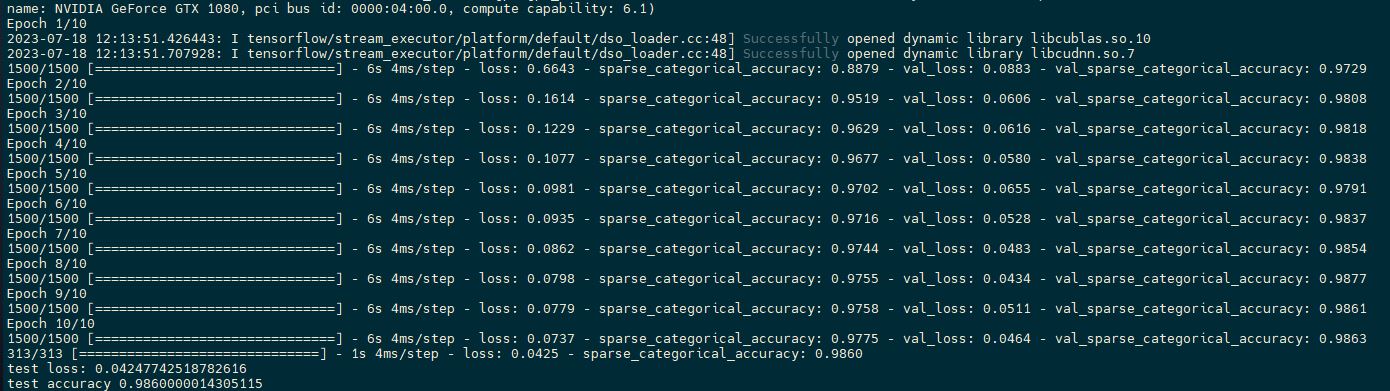 name: NVIDIA GeForce GTX 1080, pci bus id: 0000:04:00.0, compute capability: 6.1)
Epoch 1/10
2023-07-18 12:13:51.426443: I tensorflow/stream_executor/platform/default/dso_loader.cc:48] Successfully opened dynamic library libcublas.so.10
2023-07-18 12:13:51.707928: I tensorflow/stream_executor/platform/default/dso_loader.cc:48] Successfully opened dynamic library libcudnn.so.7
1500/1500 [==============================] - 6s 4ms/step - loss: 0.6643 - sparse_categorical_accuracy: 0.8879 - val_loss: 0.0883 - val_sparse_categorical_accuracy: 0.9729
Epoch 2/10
1500/1500 [==============================] - 6s 4ms/step - loss: 0.1614 - sparse_categorical_accuracy: 0.9519 - val_loss: 0.0606 - val_sparse_categorical_accuracy: 0.9808
Epoch 3/10
1500/1500 [==============================] - 6s 4ms/step - loss: 0.1229 - sparse_categorical_accuracy: 0.9629 - val_loss: 0.0616 - val_sparse_categorical_accuracy: 0.9818
Epoch 4/10
1500/1500 [==============================] - 6s 4ms/step - loss: 0.1077 - sparse_categorical_accuracy: 0.9677 - val_loss: 0.0580 - val_sparse_categorical_accuracy: 0.9838
Epoch 5/10
1500/1500 [==============================] - 6s 4ms/step - loss: 0.0981 - sparse_categorical_accuracy: 0.9702 - val_loss: 0.0655 - val_sparse_categorical_accuracy: 0.9791
Epoch 6/10
1500/1500 [==============================] - 6s 4ms/step - loss: 0.0935 - sparse_categorical_accuracy: 0.9716 - val_loss: 0.0528 - val_sparse_categorical_accuracy: 0.9837
Epoch 7/10
1500/1500 [==============================] - 6s 4ms/step - loss: 0.0862 - sparse_categorical_accuracy: 0.9744 - val_loss: 0.0483 - val_sparse_categorical_accuracy: 0.9854
Epoch 8/10
1500/1500 [==============================] - 6s 4ms/step - loss: 0.0798 - sparse_categorical_accuracy: 0.9755 - val_loss: 0.0434 - val_sparse_categorical_accuracy: 0.9877
Epoch 9/10
1500/1500 [==============================] - 6s 4ms/step - loss: 0.0779 - sparse_categorical_accuracy: 0.9758 - val_loss: 0.0511 - val_sparse_categorical_accuracy: 0.9861
Epoch 10/10
1500/1500 [==============================] - 6s 4ms/step - loss: 0.0737 - sparse_categorical_accuracy: 0.9775 - val_loss: 0.0464 - val_sparse_categorical_accuracy: 0.9863
313/313 [==============================] - 1s 4ms/step - loss: 0.0425 - sparse_categorical_accuracy: 0.9860
test loss: 0.04247742518782616
test accuracy 0.9860000014305115